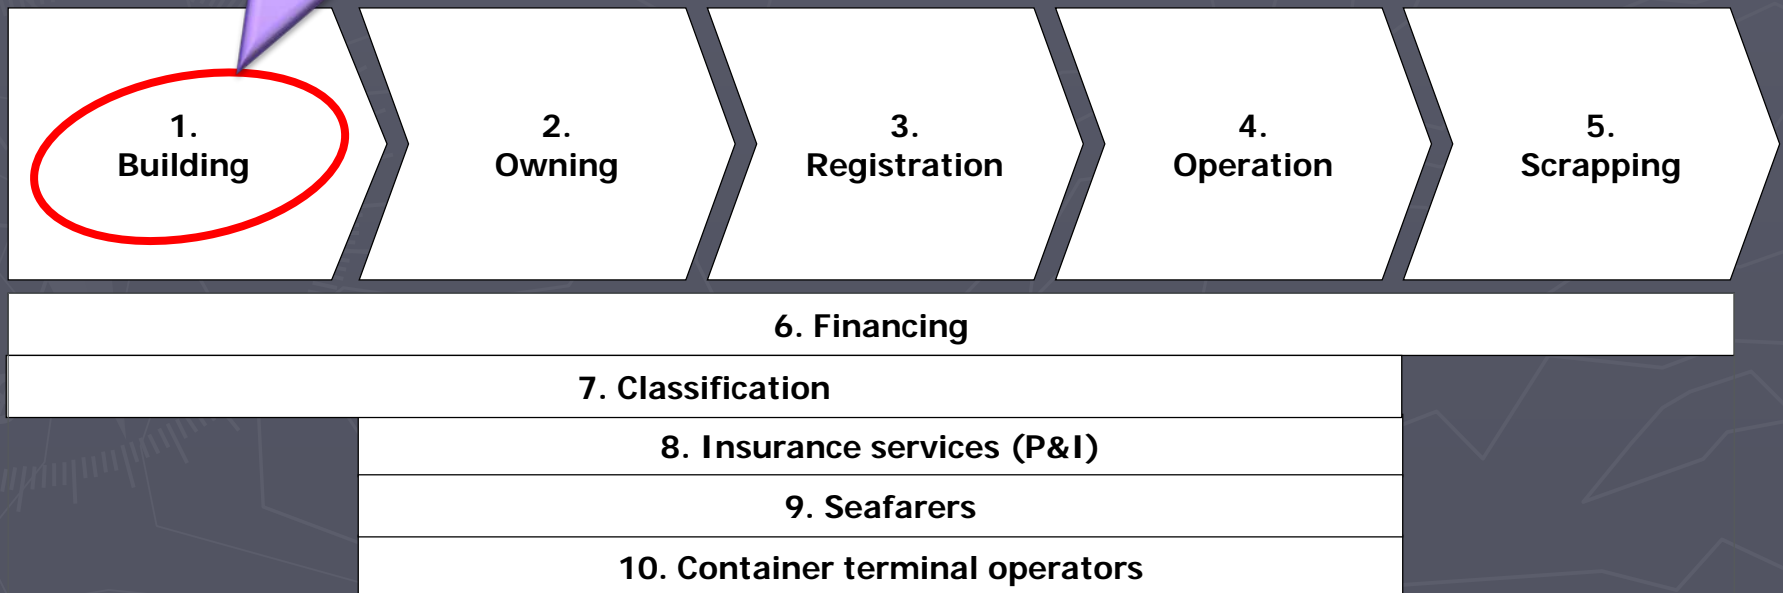 1.
Building
2.
Owning
3.
Registration
4.
Operation
5.
Scrapping
6. Financing
7. Classification
8. Insurance services (P&I)
9. Seafarers
10. Container terminal operators